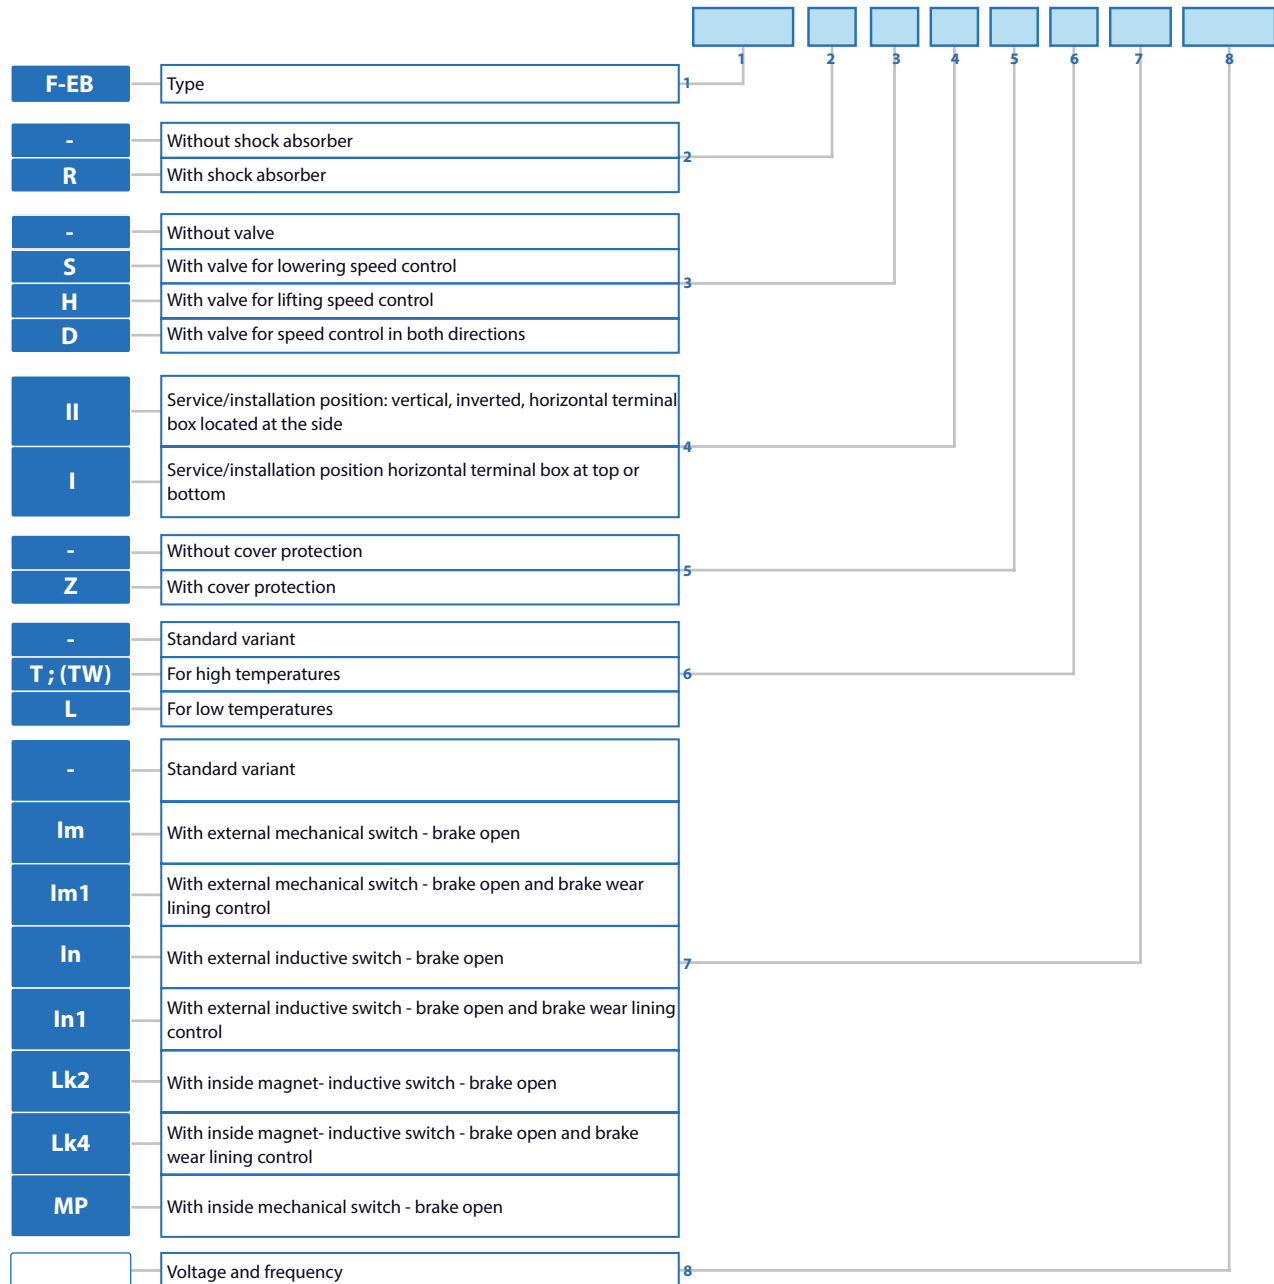 1 2 3 4 5 6 7 8
F-EB Type 1
- Without shock absorber
2
R With shock absorber
- Without valve
S With valve for lowering speed control
3
H With valve for lifting speed control
D With valve for speed control in both directions
II Service/installation position: vertical, inverted, horizontal terminal
box located at the side
4
I Service/installation position horizontal terminal box at top or
bottom
- Without cover protection
5
Z With cover protection
- Standard variant
T ; (TW) For high temperatures 6
L For low temperatures
- Standard variant
Im With external mechanical switch - brake open
Im1 With external mechanical switch - brake open and brake wear
lining control
In With external inductive switch - brake open 7
In1 With external inductive switch - brake open and brake wear lining
control
Lk2 With inside magnet- inductive switch - brake open
Lk4 With inside magnet- inductive switch - brake open and brake
wear lining control
MP With inside mechanical switch - brake open
Voltage and frequency 8